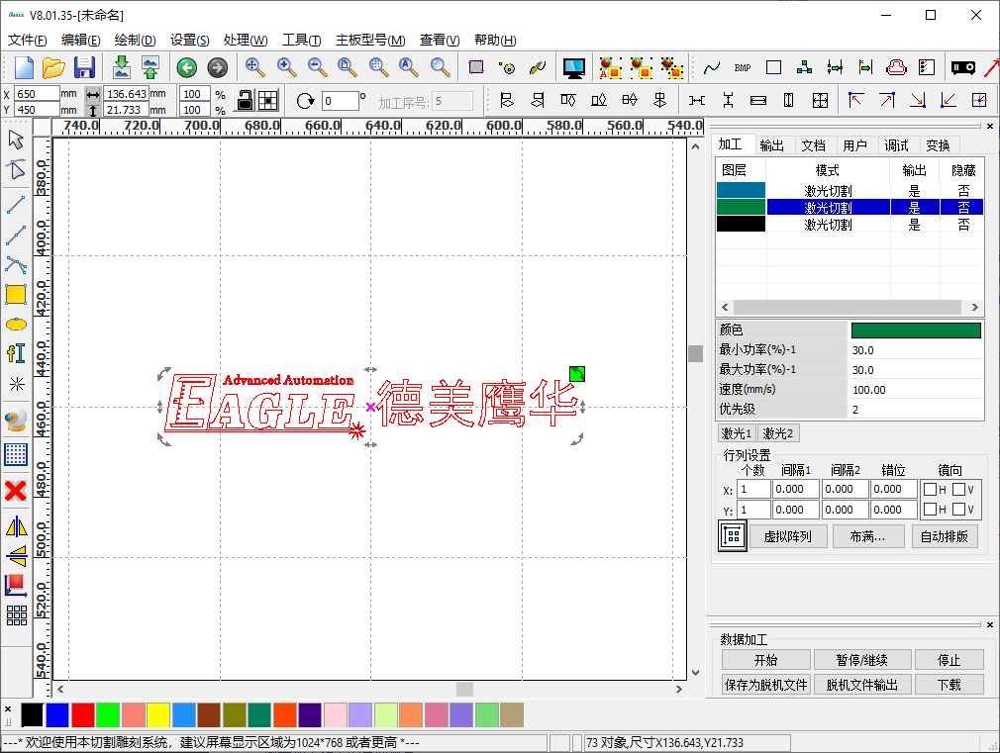 V8.01.35-[未命名]
文件(F) 编辑(E) 绘制(D) 设置(S) 处理(W) 工具(T) 主板型号(M) 查看(V) 帮助(H)
BMP
X 650 mm 136.643 mm 100 %
Y 450 mm 21.733 mm 100 %
0 ° 加工序号: 5
740.0 720.0 700.0 680.0 660.0 640.0 620.0 600.0 580.0 560.0 540.0
380.0
400.0
420.0
440.0
460.0
480.0
500.0
520.0
540.0
Advanced Automation
EAGLE 德美鹰华
加工 输出 文档 用户 调试 变换
图层 模式 输出 隐藏
激光切割 是 否
激光切割 是 否
激光切割 是 否
颜色
最小功率(%)-1 30.0
最大功率(%)-1 30.0
速度(mm/s) 100.00
优先级 2
激光1 激光2
行列设置
个数 间隔1 间隔2 错位 镜向
X: 1 0.000 0.000 0.000 H V
Y: 1 0.000 0.000 0.000 H V
虚拟阵列 布满... 自动排版
数据加工
开始 暂停/继续 停止
保存为脱机文件 脱机文件输出 下载
---* 欢迎使用本切割雕刻系统，建议屏幕显示区域为1024*768 或者更高 *---
73 对象,尺寸X136.643,Y21.733